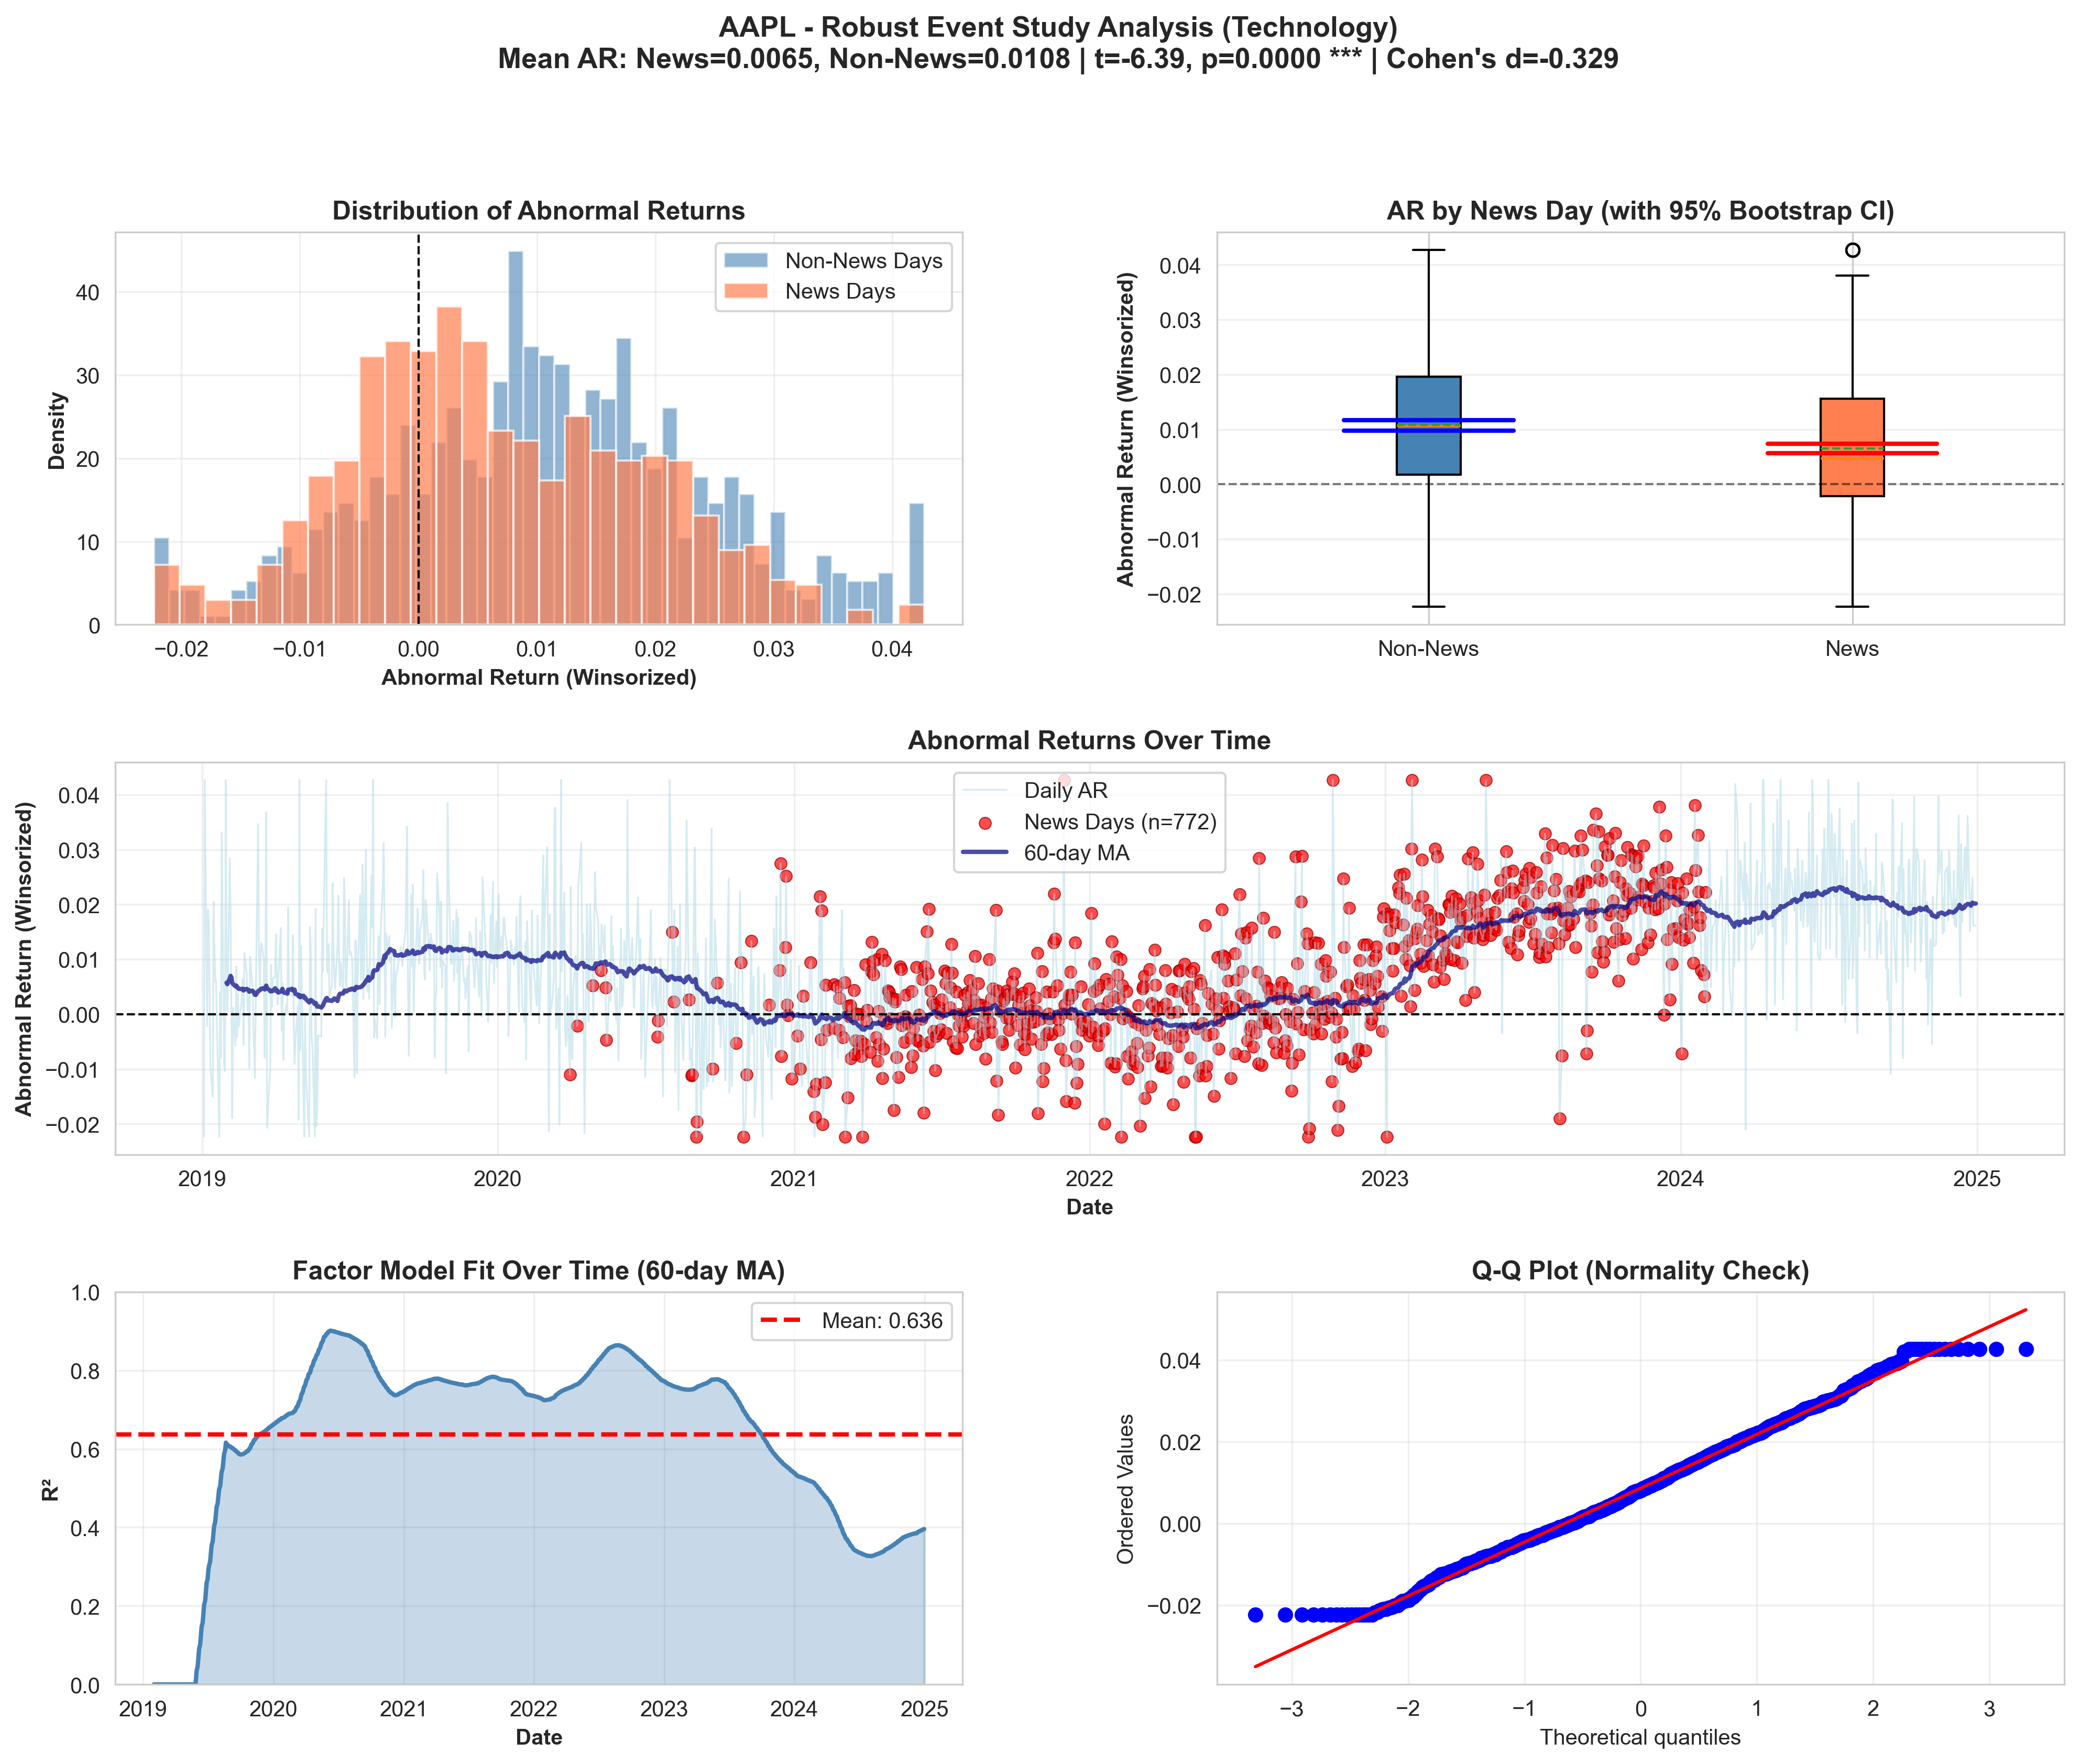 AAPL - Robust Event Study Analysis (Technology)
Mean AR: News=0.0065, Non-News=0.0108 | t=-6.39, p=0.0000 *** | Cohen's d=-0.329
Distribution of Abnormal Returns
Non-News Days
News Days
Density
0
10
20
30
40
−0.02
−0.01
0.00
0.01
0.02
0.03
0.04
Abnormal Return (Winsorized)
AR by News Day (with 95% Bootstrap CI)
Abnormal Return (Winsorized)
0.04
0.03
0.02
0.01
0.00
−0.01
−0.02
Non-News
News
Abnormal Returns Over Time
Daily AR
News Days (n=772)
60-day MA
Abnormal Return (Winsorized)
0.04
0.03
0.02
0.01
0.00
−0.01
−0.02
2019
2020
2021
2022
2023
2024
2025
Date
Factor Model Fit Over Time (60-day MA)
Mean: 0.636
R²
1.0
0.8
0.6
0.4
0.2
0.0
2019
2020
2021
2022
2023
2024
2025
Date
Q-Q Plot (Normality Check)
Ordered Values
0.04
0.02
0.00
−0.02
−3
−2
−1
0
1
2
3
Theoretical quantiles